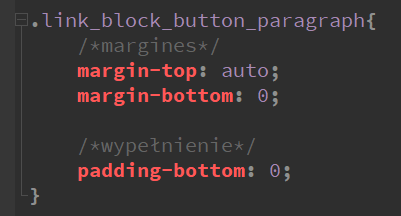 .link_block_button_paragraph{
/*margines*/
margin-top: auto;
margin-bottom: 0;
/*wypełnienie*/
padding-bottom: 0;
}